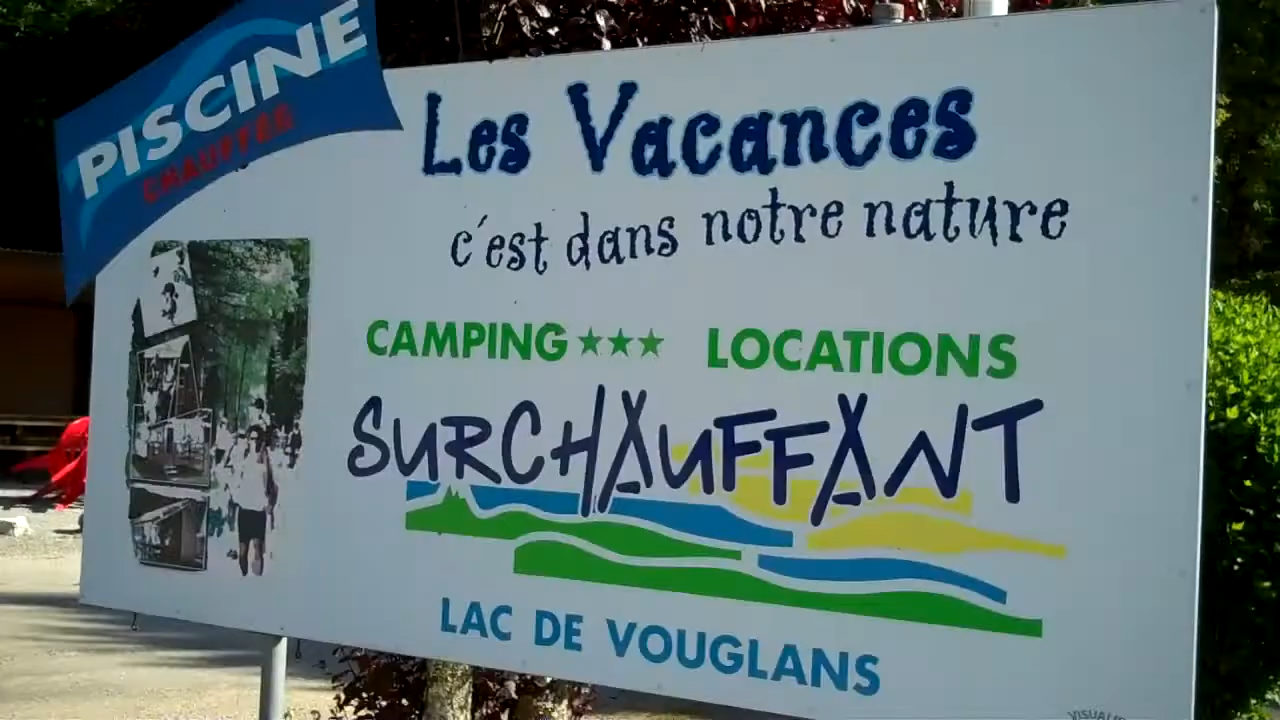 PISCINE
CHAUFFÉE
Les Vacances
c'est dans notre nature
CAMPING★★★ LOCATIONS
SURCHAUFFANT
LAC DE VOUGLANS